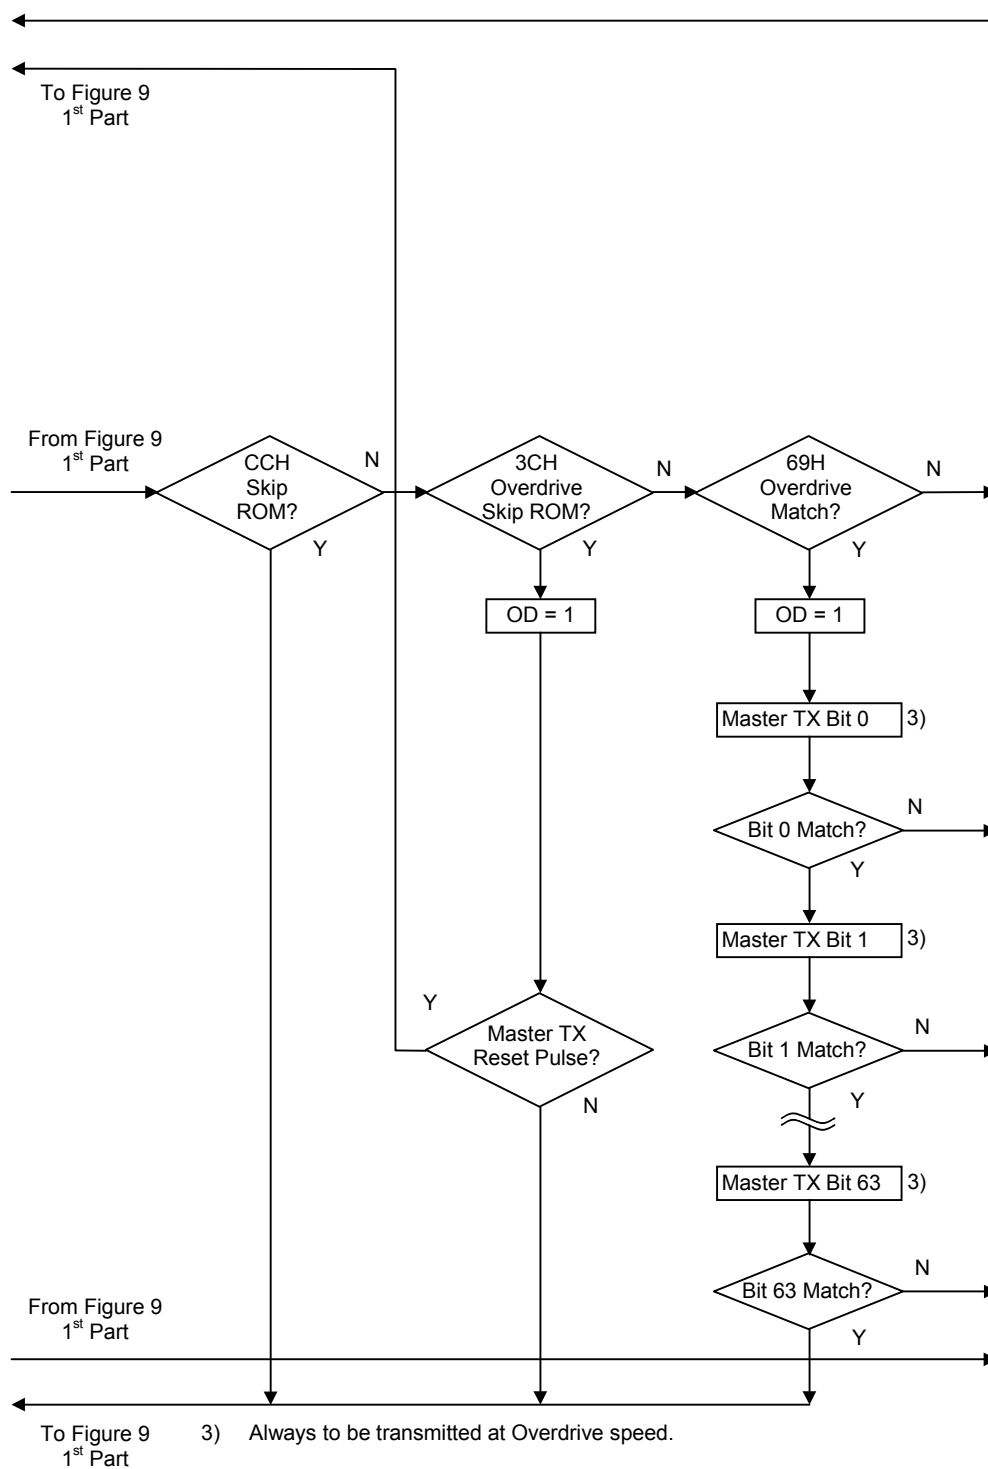 To Figure 9
1st Part
From Figure 9
1st Part
CCH
Skip
ROM?
N
Y
3CH
Overdrive
Skip ROM?
N
Y
69H
Overdrive
Match?
N
Y
OD = 1
OD = 1
Master TX Bit 0
3)
Bit 0 Match?
N
Y
Master TX Bit 1
3)
Y
Master TX
Reset Pulse?
N
Bit 1 Match?
N
Y
Master TX Bit 63
3)
Bit 63 Match?
N
Y
From Figure 9
1st Part
To Figure 9
1st Part
3) Always to be transmitted at Overdrive speed.